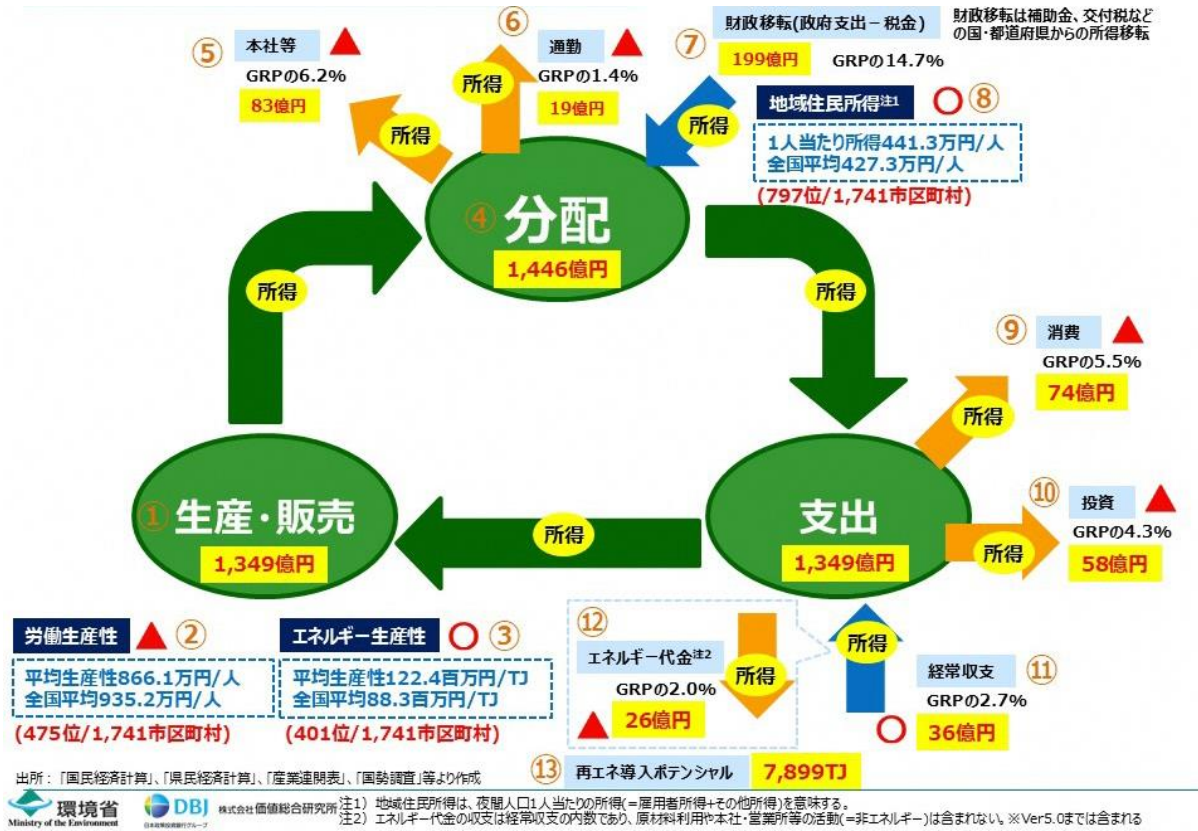 ⑤
本社等 ▲
GRPの6.2%
83億円
所得
⑥
通勤 ▲
GRPの1.4%
19億円
所得
⑦
財政移転(政府支出－税金)
199億円 GRPの14.7%
財政移転は補助金、交付税など
の国・都道府県からの所得移転
所得
地域住民所得注1 ○ ⑧
1人当たり所得441.3万円/人
全国平均427.3万円/人
(797位/1,741市区町村)
④ 分配
1,446億円
所得
所得
⑨
消費 ▲
GRPの5.5%
74億円
所得
① 生産・販売
1,349億円
所得
支出
1,349億円
⑩
投資 ▲
GRPの4.3%
58億円
所得
労働生産性 ▲ ②
平均生産性866.1万円/人
全国平均935.2万円/人
(475位/1,741市区町村)
エネルギー生産性 ○ ③
平均生産性122.4百万円/TJ
全国平均88.3百万円/TJ
(401位/1,741市区町村)
⑫
エネルギー代金注2
GRPの2.0%
▲ 26億円
所得
所得
経常収支 ⑪
GRPの2.7%
○ 36億円
⑬ 再エネ導入ポテンシャル 7,899TJ
出所：「国民経済計算」、「県民経済計算」、「産業連関表」、「国勢調査」等より作成
環境省
Ministry of the Environment
DBJ
日本政策投資銀行グループ
株式会社価値総合研究所
注1）地域住民所得は、夜間人口1人当たりの所得(=雇用者所得+その他所得)を意味する。
注2）エネルギー代金の収支は経常収支の内数であり、原材料利用や本社・営業所等の活動(=非エネルギー)は含まれない。※Ver5.0までは含まれる